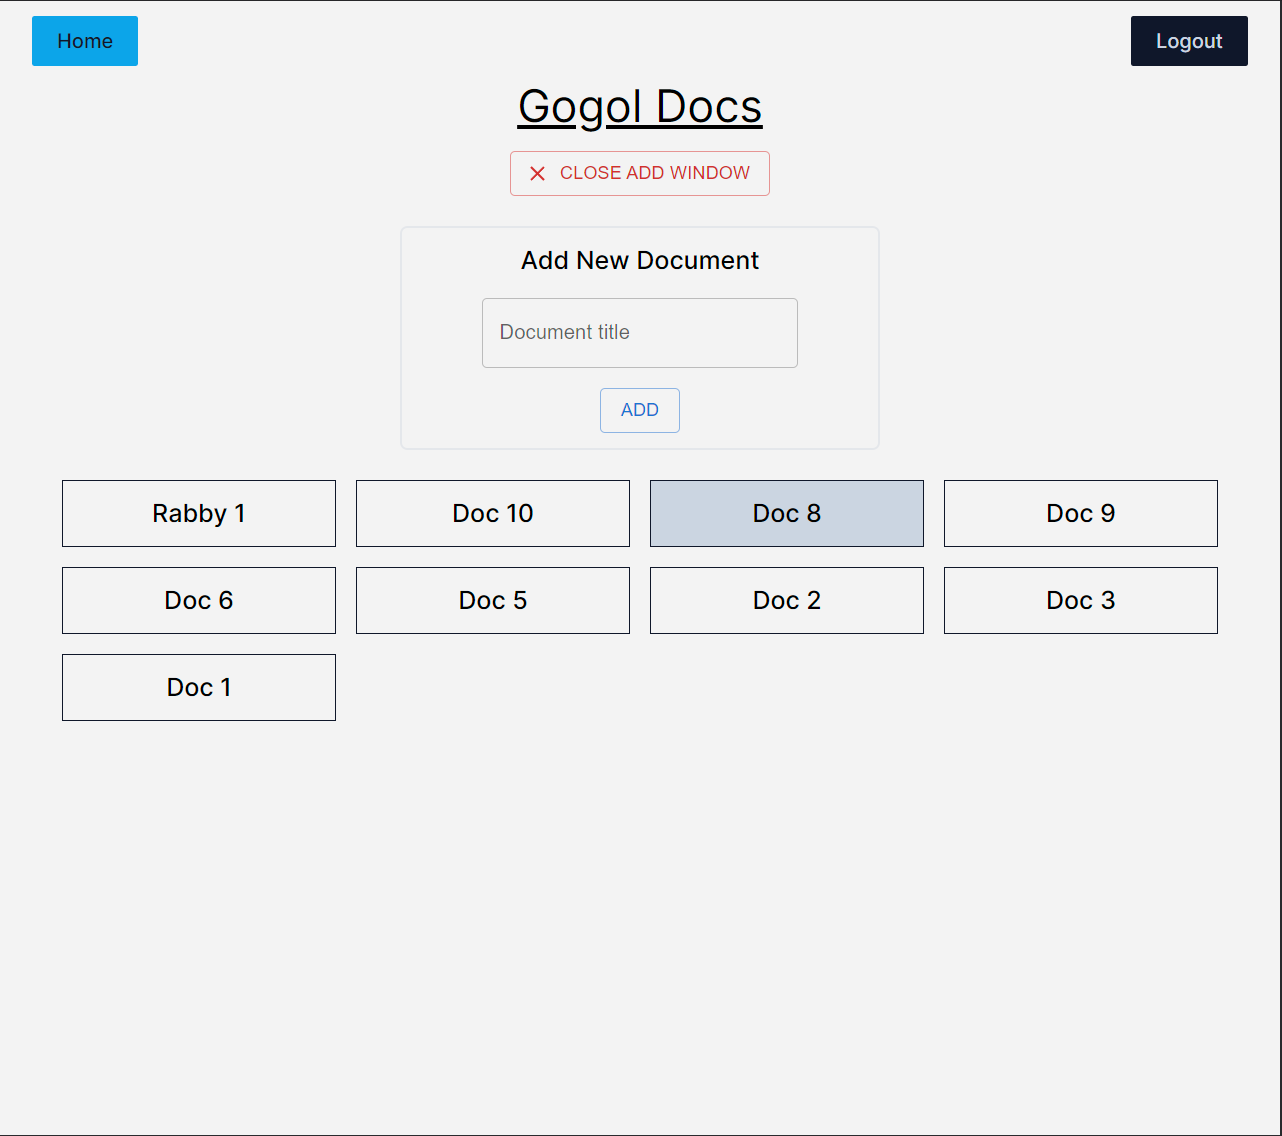 Home
Logout
Gogol Docs
CLOSE ADD WINDOW
Add New Document
Document title
ADD
Rabby 1
Doc 10
Doc 8
Doc 9
Doc 6
Doc 5
Doc 2
Doc 3
Doc 1